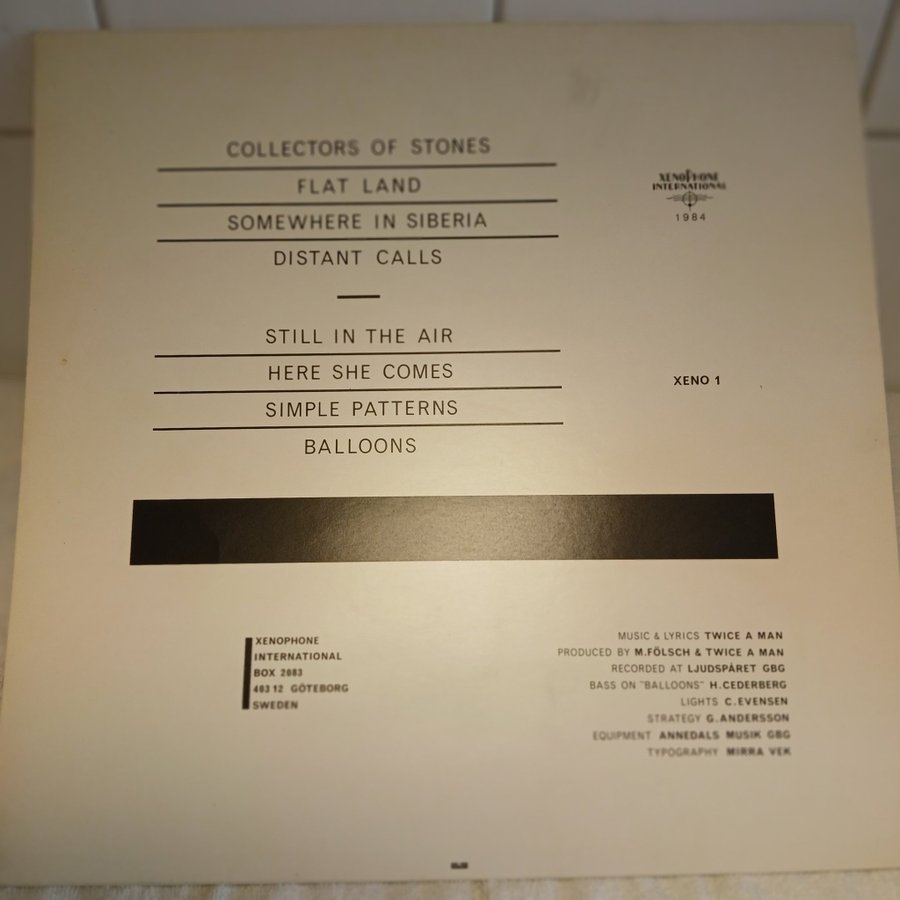 COLLECTORS OF STONES
FLAT LAND
SOMEWHERE IN SIBERIA
DISTANT CALLS
STILL IN THE AIR
HERE SHE COMES
SIMPLE PATTERNS
BALLOONS
XENOPHONE
INTERNATIONAL
1984
XENO 1
XENOPHONE
INTERNATIONAL
BOX 2083
403 12 GÖTEBORG
SWEDEN
MUSIC & LYRICS TWICE A MAN
PRODUCED BY M.FÖLSCH & TWICE A MAN
RECORDED AT LJUDSPÅRET GBG
BASS ON "BALLOONS" H.CEDERBERG
LIGHTS C.EVENSEN
STRATEGY G.ANDERSSON
EQUIPMENT ANNEDALS MUSIK GBG
TYPOGRAPHY MIRRA VEK